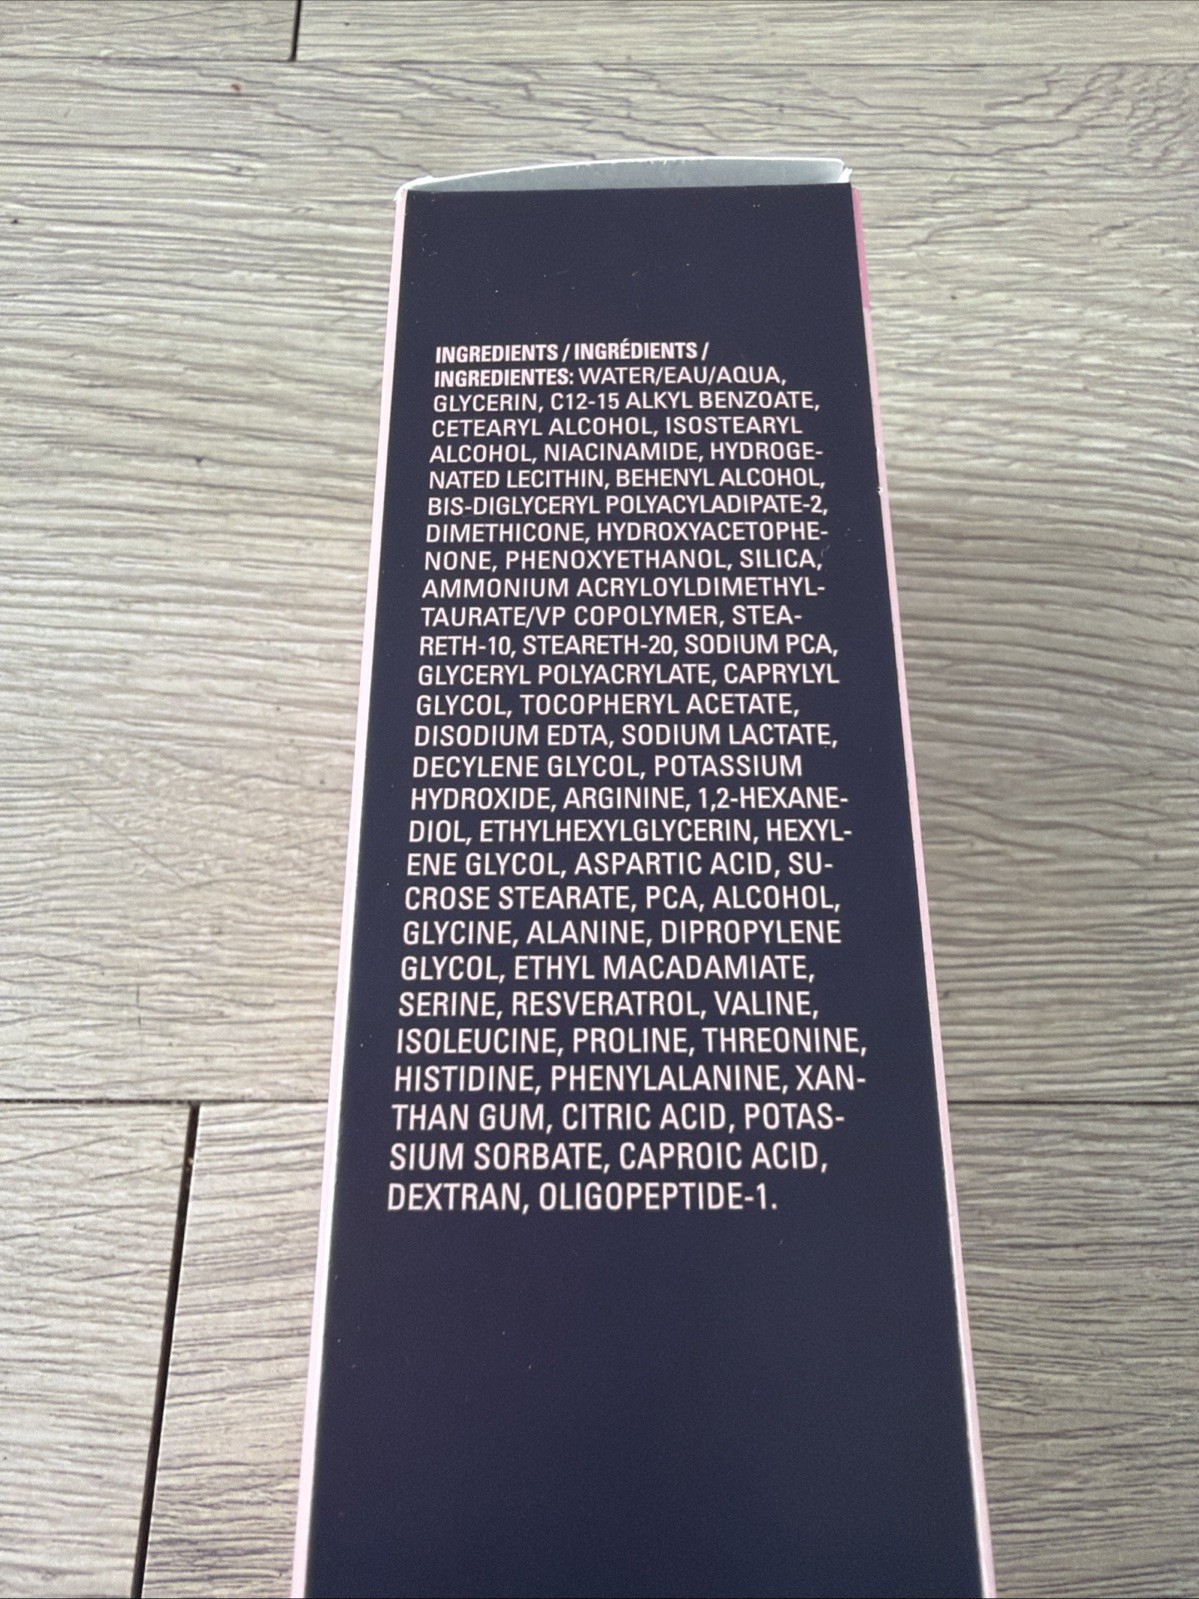 INGREDIENTS / INGRÉDIENTS /
INGREDIENTES: WATER/EAU/AQUA,
GLYCERIN, C12-15 ALKYL BENZOATE,
CETEARYL ALCOHOL, ISOSTEARYL
ALCOHOL, NIACINAMIDE, HYDROGE-
NATED LECITHIN, BEHENYL ALCOHOL,
BIS-DIGLYCERYL POLYACYLADIPATE-2,
DIMETHICONE, HYDROXYACETOPHE-
NONE, PHENOXYETHANOL, SILICA,
AMMONIUM ACRYLOYLDIMETHYL-
TAURATE/VP COPOLYMER, STEA-
RETH-10, STEARETH-20, SODIUM PCA,
GLYCERYL POLYACRYLATE, CAPRYLYL
GLYCOL, TOCOPHERYL ACETATE,
DISODIUM EDTA, SODIUM LACTATE,
DECYLENE GLYCOL, POTASSIUM
HYDROXIDE, ARGININE, 1,2-HEXANE-
DIOL, ETHYLHEXYLGLYCERIN, HEXYL-
ENE GLYCOL, ASPARTIC ACID, SU-
CROSE STEARATE, PCA, ALCOHOL,
GLYCINE, ALANINE, DIPROPYLENE
GLYCOL, ETHYL MACADAMIATE,
SERINE, RESVERATROL, VALINE,
ISOLEUCINE, PROLINE, THREONINE,
HISTIDINE, PHENYLALANINE, XAN-
THAN GUM, CITRIC ACID, POTAS-
SIUM SORBATE, CAPROIC ACID,
DEXTRAN, OLIGOPEPTIDE-1.